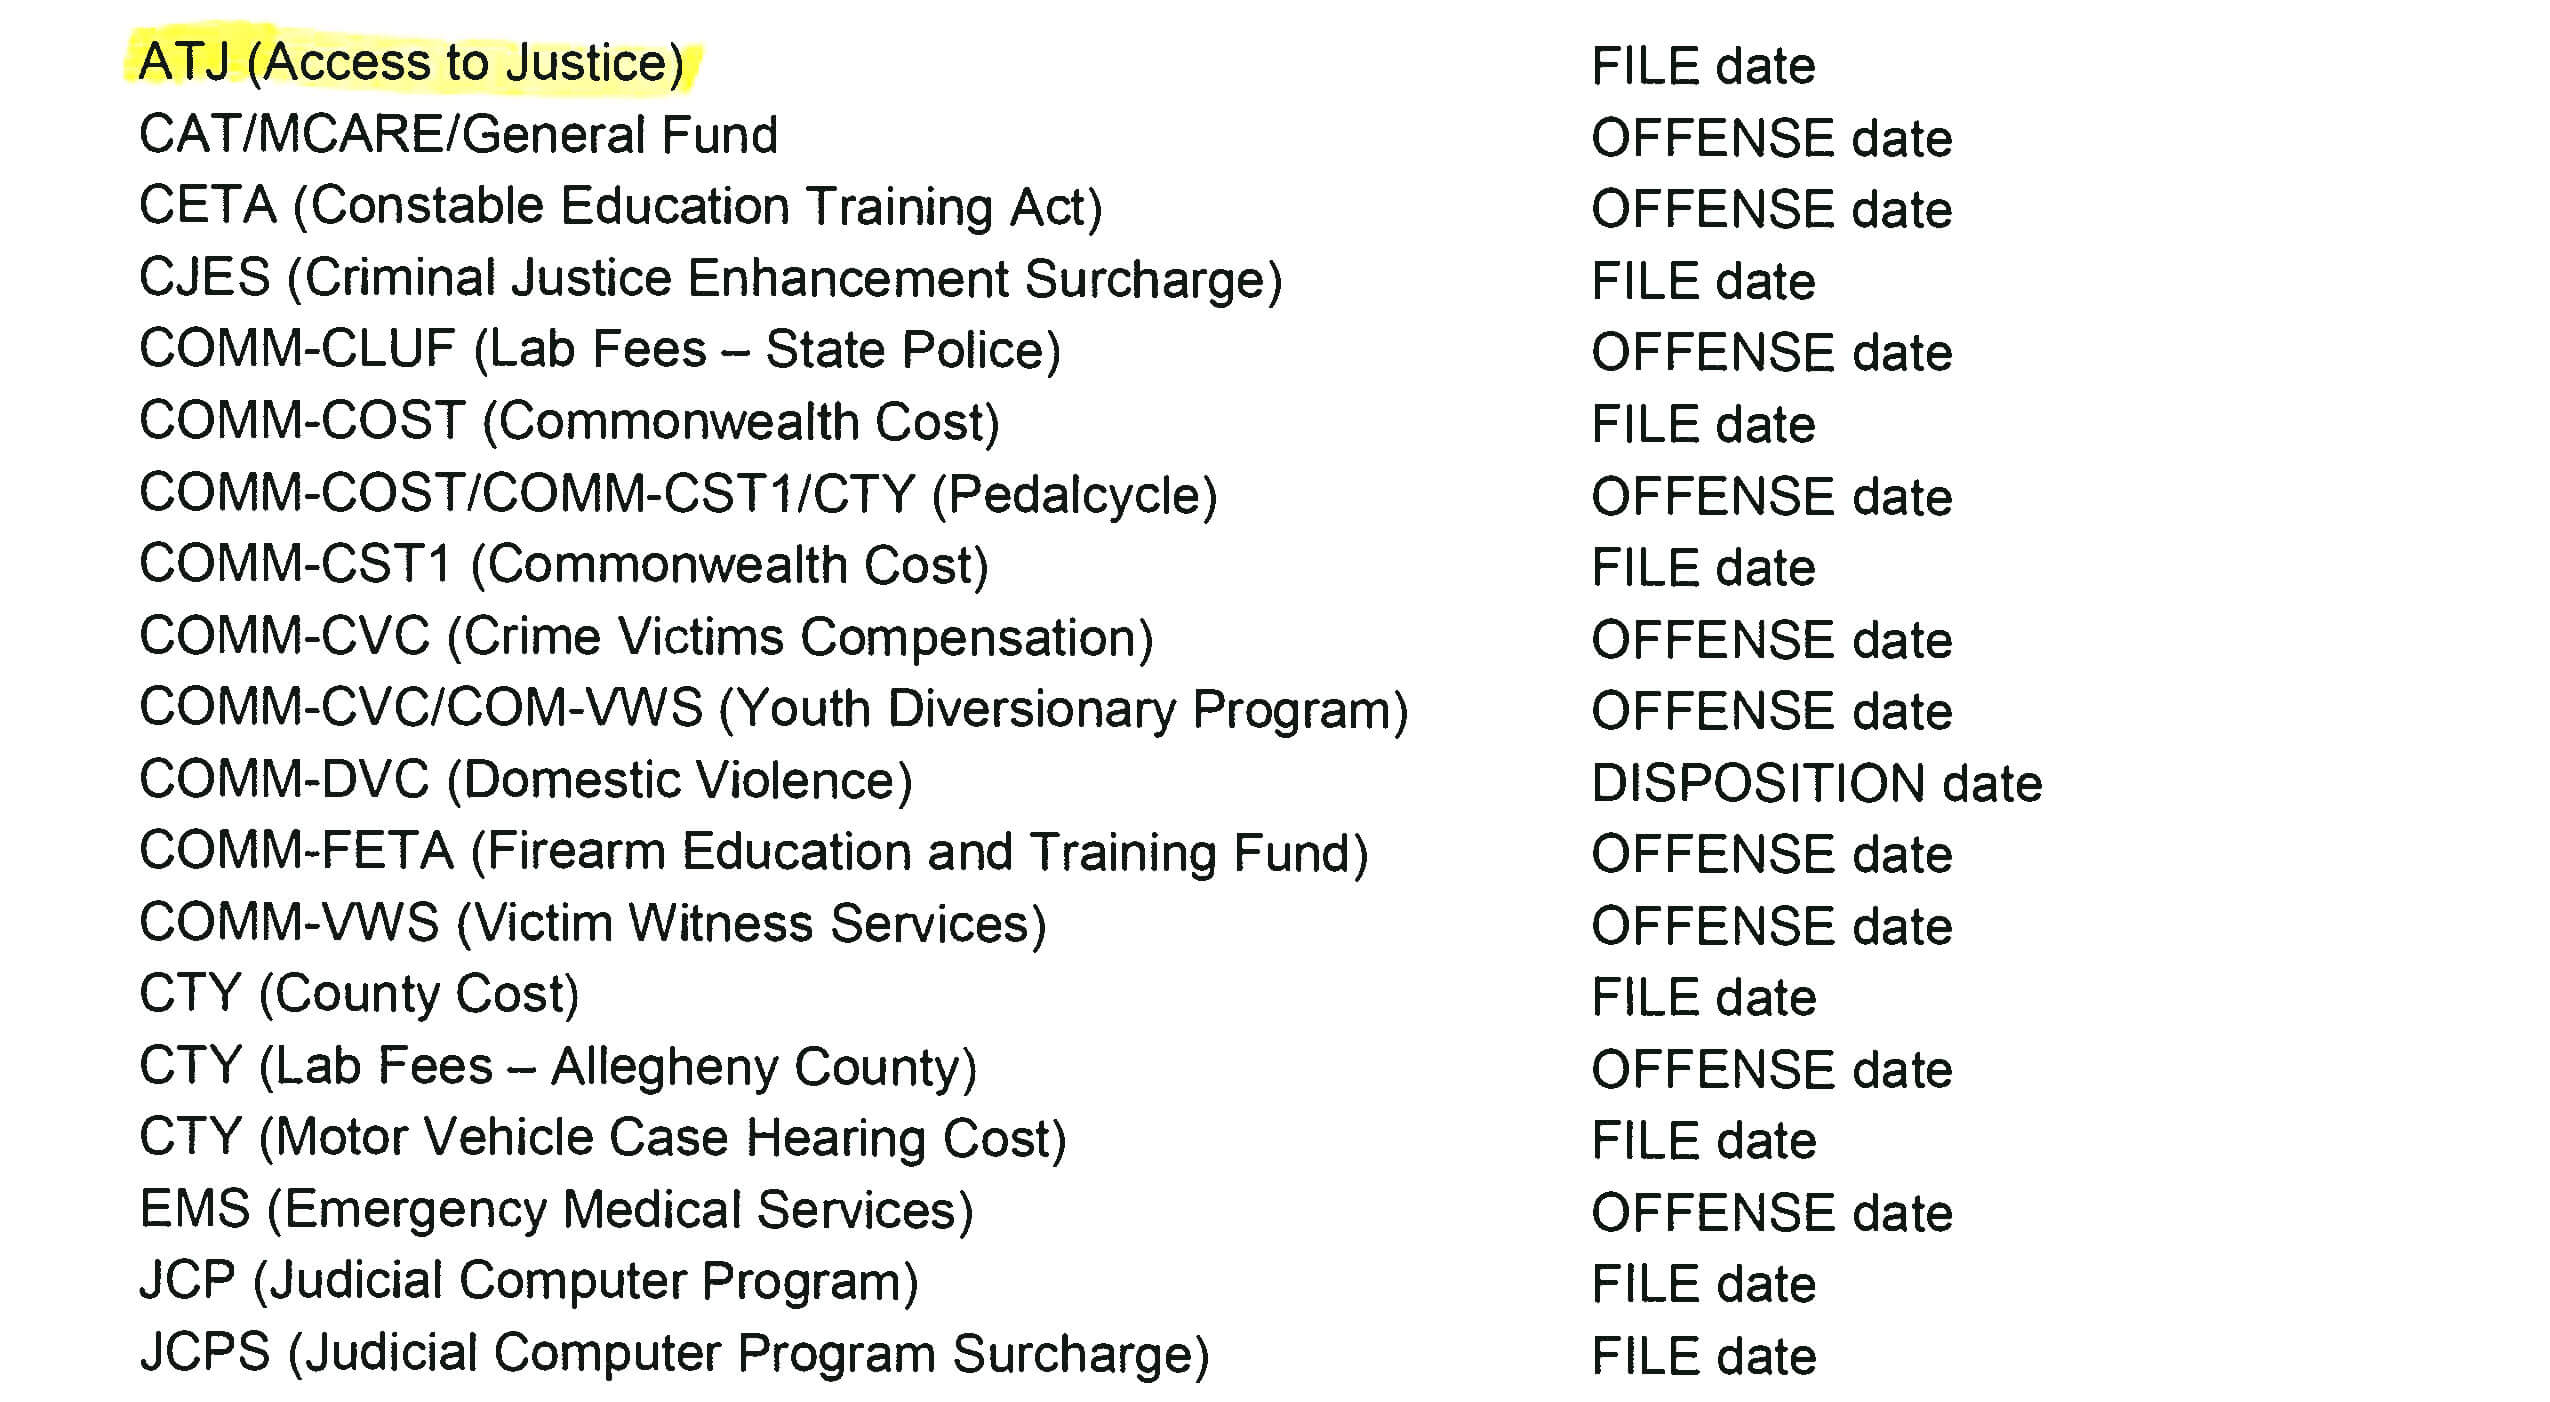 ATJ (Access to Justice) FILE date
CAT/MCARE/General Fund OFFENSE date
CETA (Constable Education Training Act) OFFENSE date
CJES (Criminal Justice Enhancement Surcharge) FILE date
COMM-CLUF (Lab Fees – State Police) OFFENSE date
COMM-COST (Commonwealth Cost) FILE date
COMM-COST/COMM-CST1/CTY (Pedalcycle) OFFENSE date
COMM-CST1 (Commonwealth Cost) FILE date
COMM-CVC (Crime Victims Compensation) OFFENSE date
COMM-CVC/COM-VWS (Youth Diversionary Program) OFFENSE date
COMM-DVC (Domestic Violence) DISPOSITION date
COMM-FETA (Firearm Education and Training Fund) OFFENSE date
COMM-VWS (Victim Witness Services) OFFENSE date
CTY (County Cost) FILE date
CTY (Lab Fees – Allegheny County) OFFENSE date
CTY (Motor Vehicle Case Hearing Cost) FILE date
EMS (Emergency Medical Services) OFFENSE date
JCP (Judicial Computer Program) FILE date
JCPS (Judicial Computer Program Surcharge) FILE date